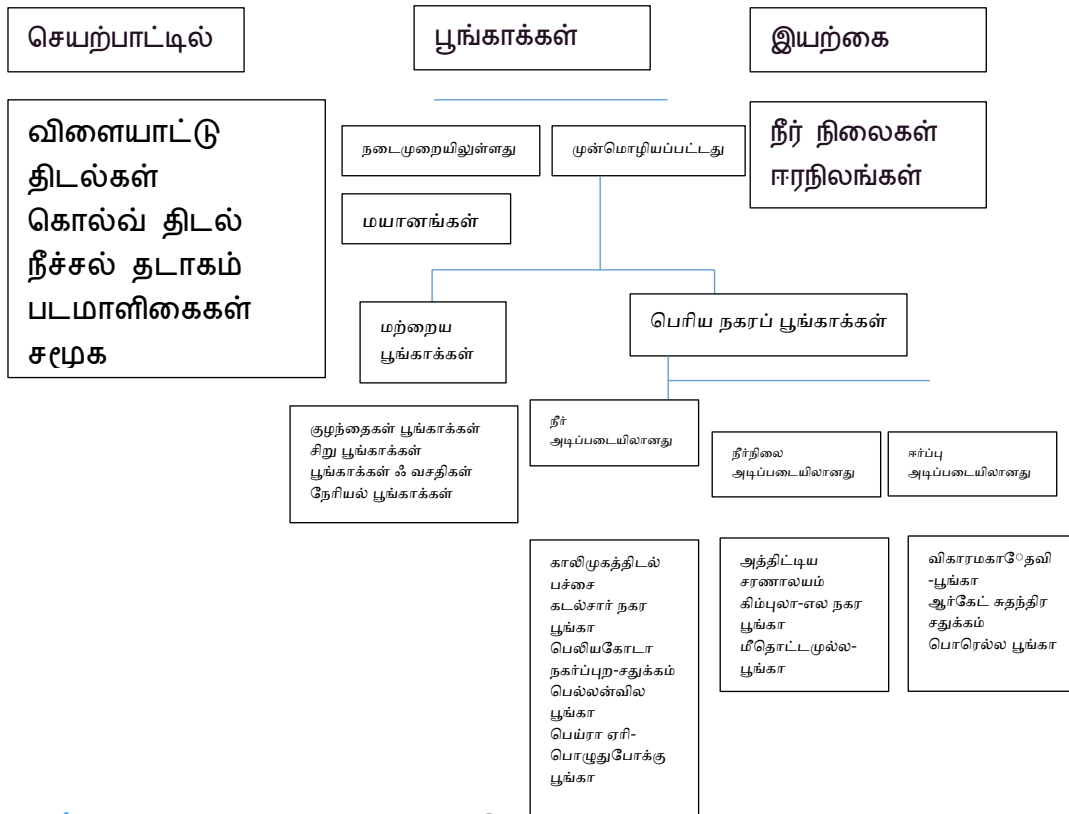 செயற்பாட்டில்
பூங்காக்கள்
இயற்கை
விளையாட்டு
திடல்கள்
கொல்வ் திடல்
நீச்சல் தடாகம்
படமாளிகைகள்
சமூக
நடைமுறையிலுள்ளது
முன்மொழியப்பட்டது
நீர் நிலைகள்
ஈரநிலங்கள்
மயானங்கள்
மற்றைய
பூங்காக்கள்
பெரிய நகரப் பூங்காக்கள்
குழந்தைகள் பூங்காக்கள்
சிறு பூங்காக்கள்
பூங்காக்கள் ஃ வசதிகள்
நேரியல் பூங்காக்கள்
நீர்
அடிப்படையிலானது
நீர்நிலை
அடிப்படையிலானது
ஈர்ப்பு
அடிப்படையிலானது
காலிமுகத்திடல்
பச்சை
கடல்சார் நகர
பூங்கா
பெலியகோடா
நகர்ப்புற-சதுக்கம்
பெல்லன்வில
பூங்கா
பெய்ரா ஏரி-
பொழுதுபோக்கு
பூங்கா
அத்திட்டிய
சரணாலயம்
கிம்புலா-எல நகர
பூங்கா
மீதொட்டமுல்ல-
பூங்கா
விகாரமகாேதவி
-பூங்கா
ஆர்கேட் சுதந்திர
சதுக்கம்
பொரெல்ல பூங்கா